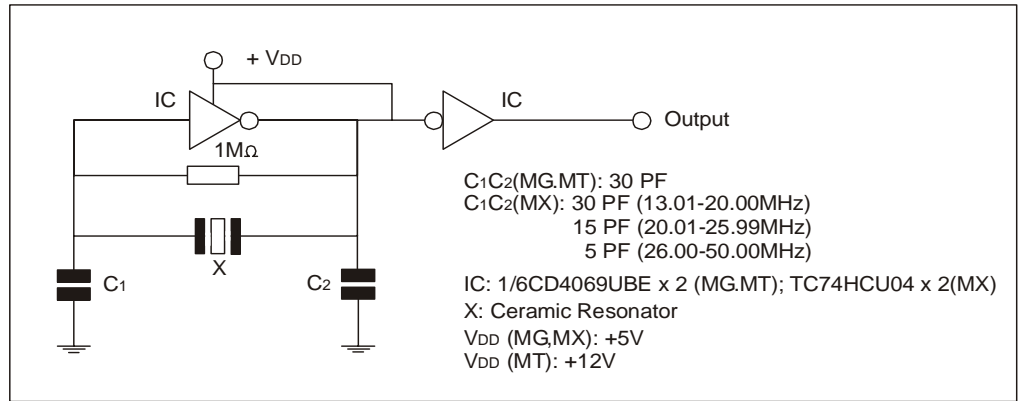 + VDD
IC
IC
Output
1MΩ
C1C2(MG.MT): 30 PF
C1C2(MX): 30 PF (13.01-20.00MHz)
15 PF (20.01-25.99MHz)
5 PF (26.00-50.00MHz)
X
C1
C2
IC: 1/6CD4069UBE x 2 (MG.MT); TC74HCU04 x 2(MX)
X: Ceramic Resonator
VDD (MG,MX): +5V
VDD (MT): +12V